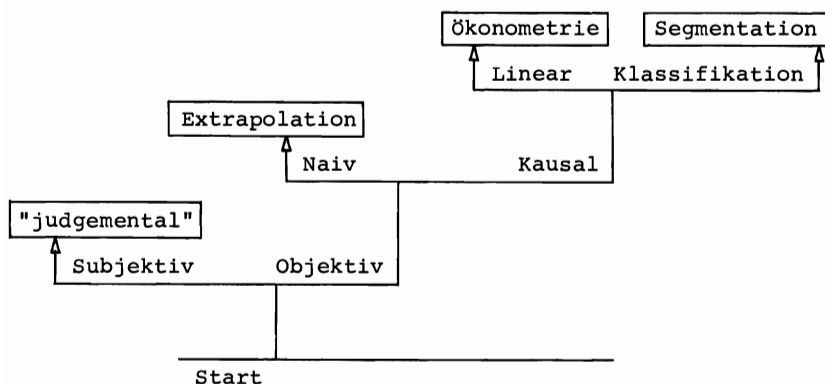 Ökonometrie Segmentation
Linear Klassifikation
Extrapolation
Naiv Kausal
"judgemental"
Subjektiv Objektiv
Start